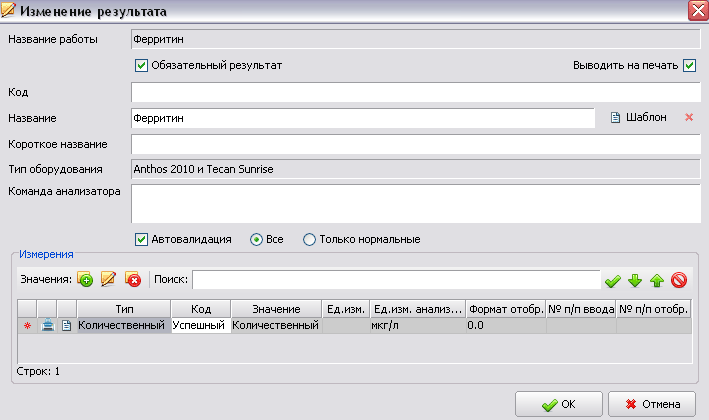 Изменение результата
Название работы Ферритин
Обязательный результат Выводить на печать
Код
Название Ферритин Шаблон
Короткое название
Тип оборудования Anthos 2010 и Tecan Sunrise
Команда анализатора
Автовалидация Все Только нормальные
Измерения
Значения: Поиск:
Тип Код Значение Ед.изм. Ед.изм. анализ... Формат отобр. № п/п ввода № п/п отобр.
Количественный Успешный Количественный мкг/л 0.0
Строк: 1
OK Отмена